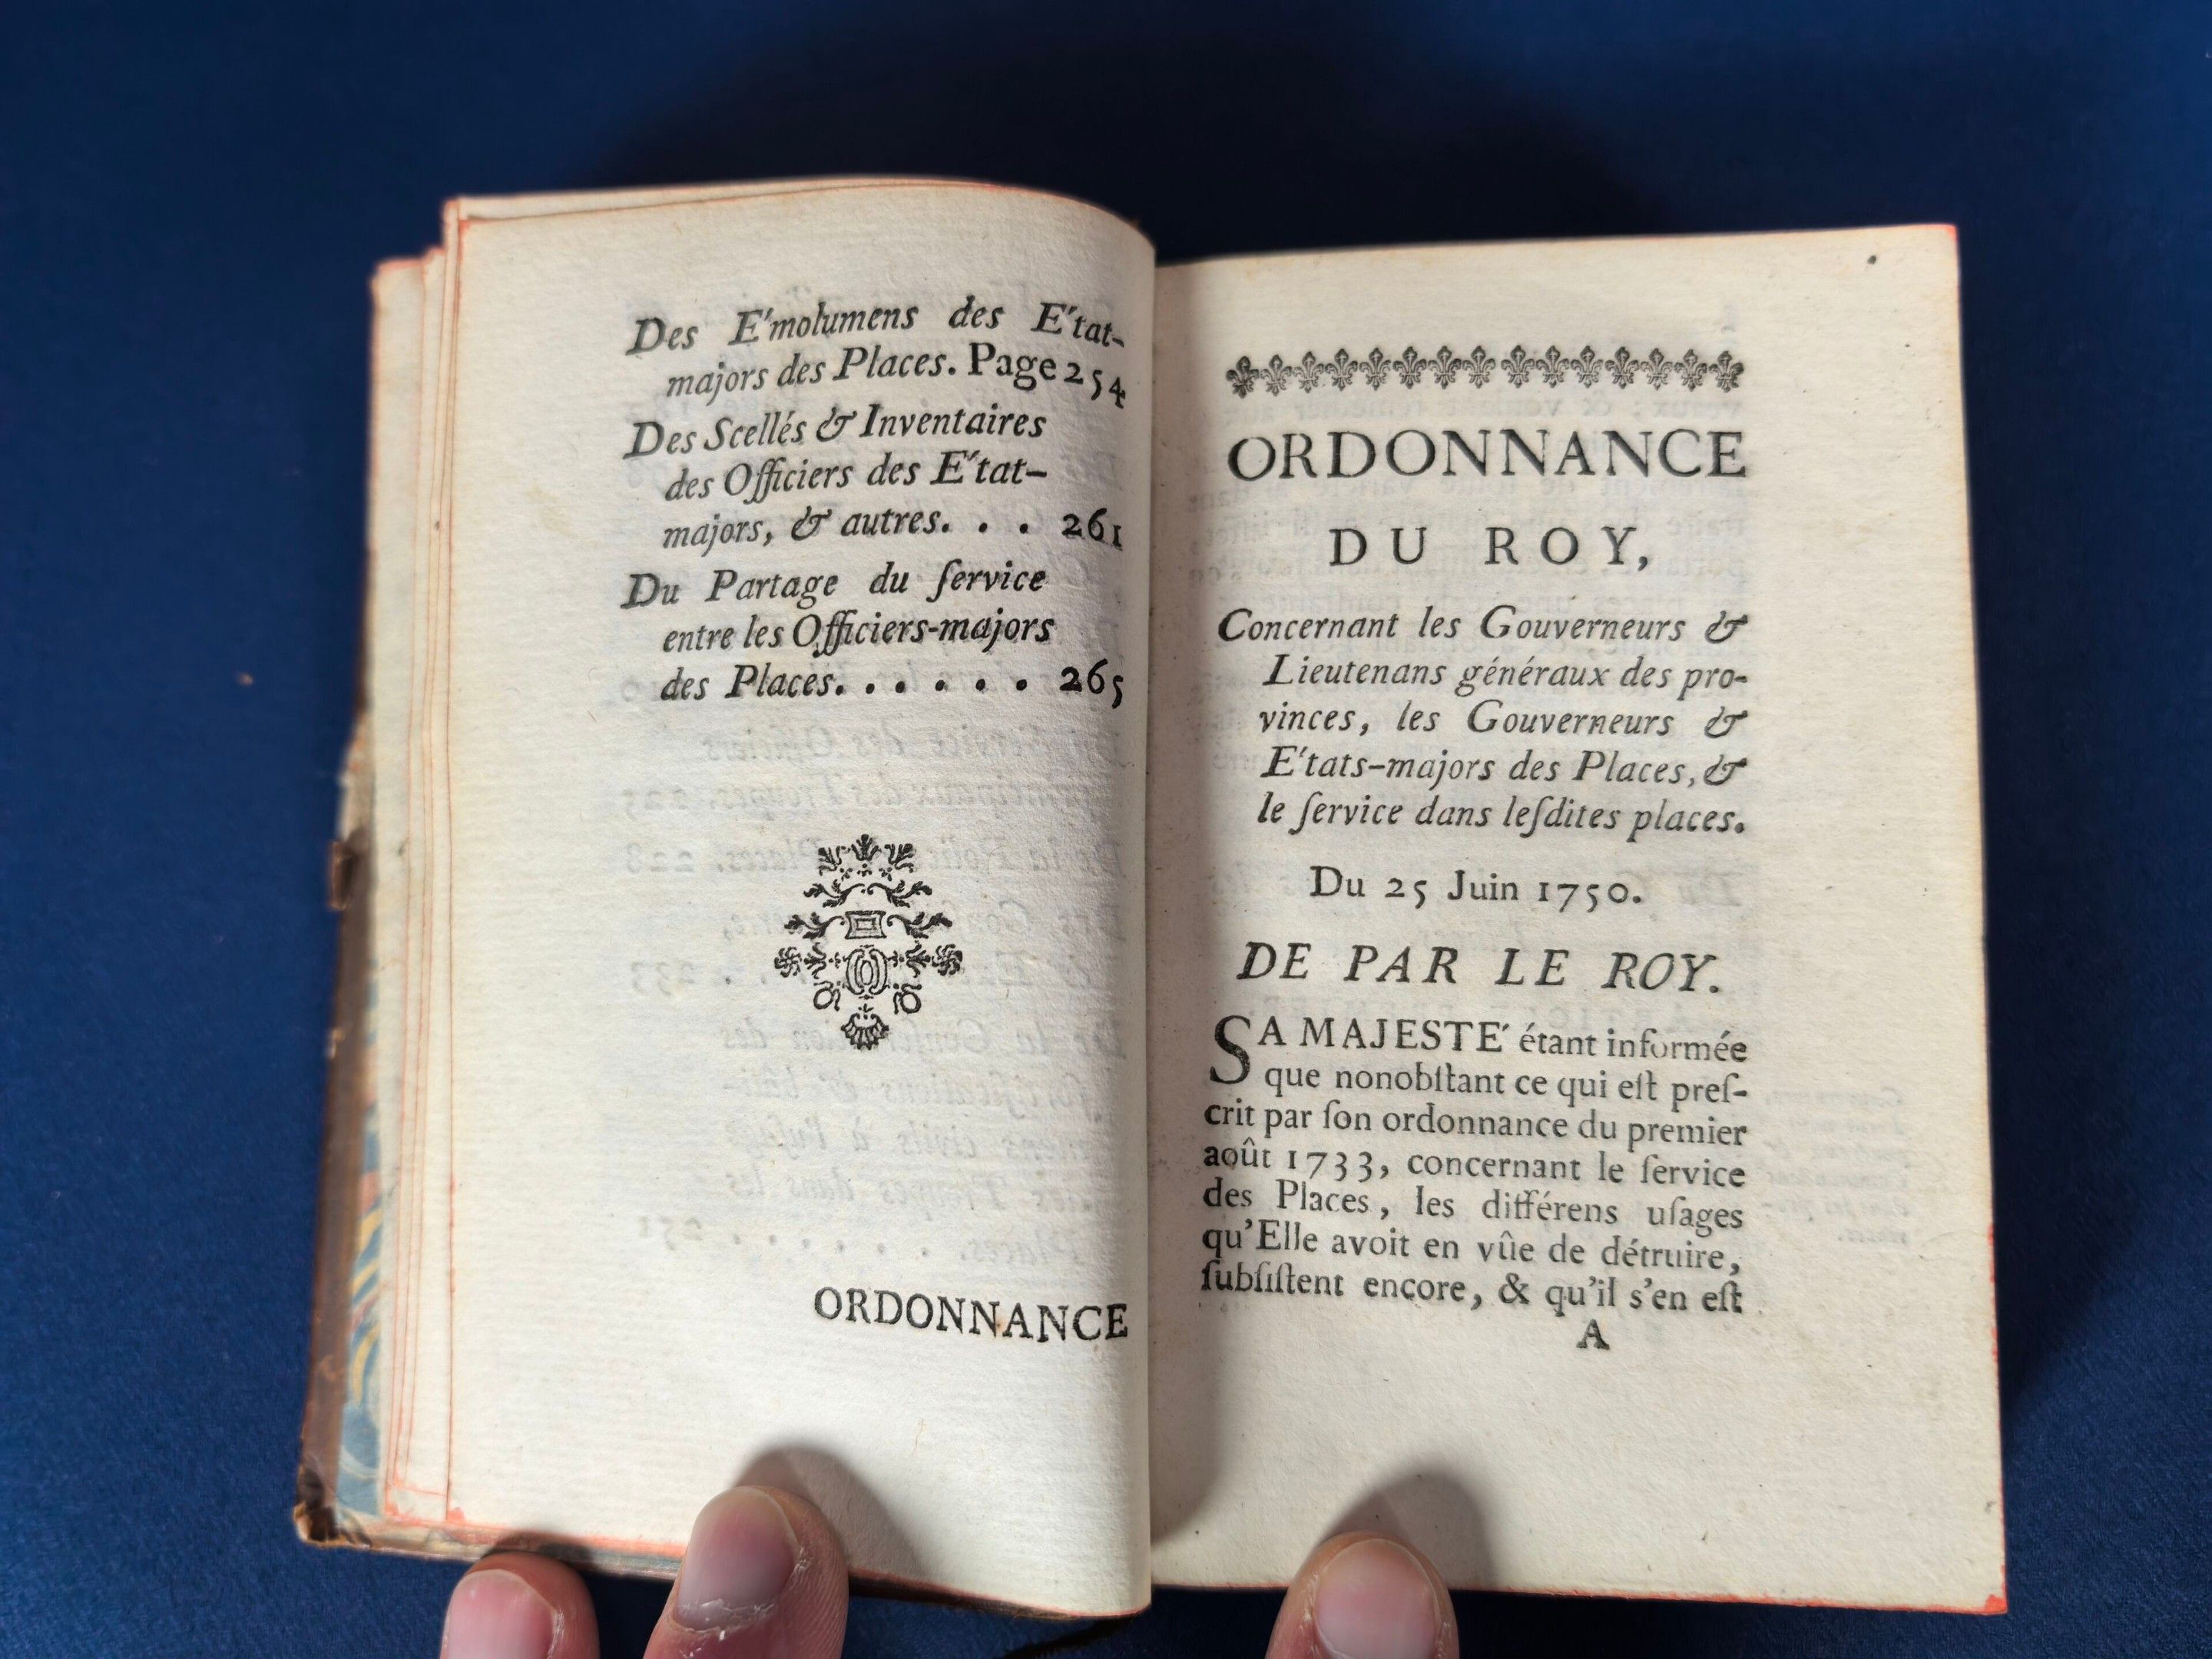 Des E´molumens des E´tat-
majors des Places. Page 254
Des Scellés & Inventaires
des Officiers des E´tat-
majors, & autres. . . 261
Du Partage du ſervice
entre les Officiers-majors
des Places. . . . . . . 265
ORDONNANCE
ORDONNANCE
DU ROY,
Concernant les Gouverneurs &
Lieutenans généraux des pro-
vinces, les Gouverneurs &
E´tats-majors des Places, &
le ſervice dans leſdites places.
Du 25 Juin 1750.
DE PAR LE ROY.
SA MAJESTE´ étant informée
que nonobſtant ce qui eſt preſ-
crit par ſon ordonnance du premier
août 1733, concernant le ſervice
des Places, les différens uſages
qu'Elle avoit en vûe de détruire,
ſubſiſtent encore, & qu'il s'en eſt
A